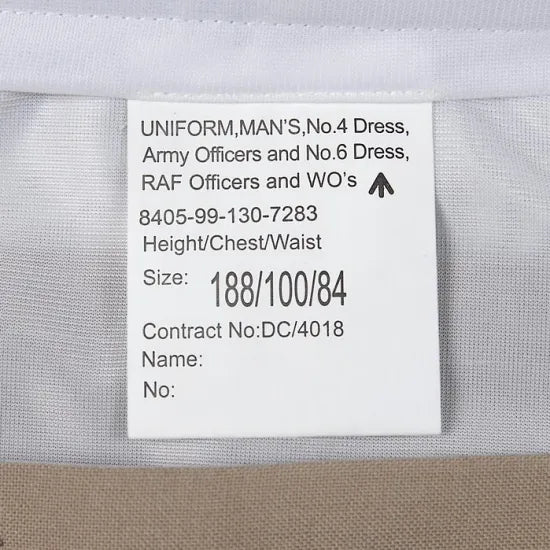 UNIFORM,MAN'S,No.4 Dress,
Army Officers and No.6 Dress,
RAF Officers and WO's
8405-99-130-7283
Height/Chest/Waist
Size: 188/100/84
Contract No:DC/4018
Name:
No: